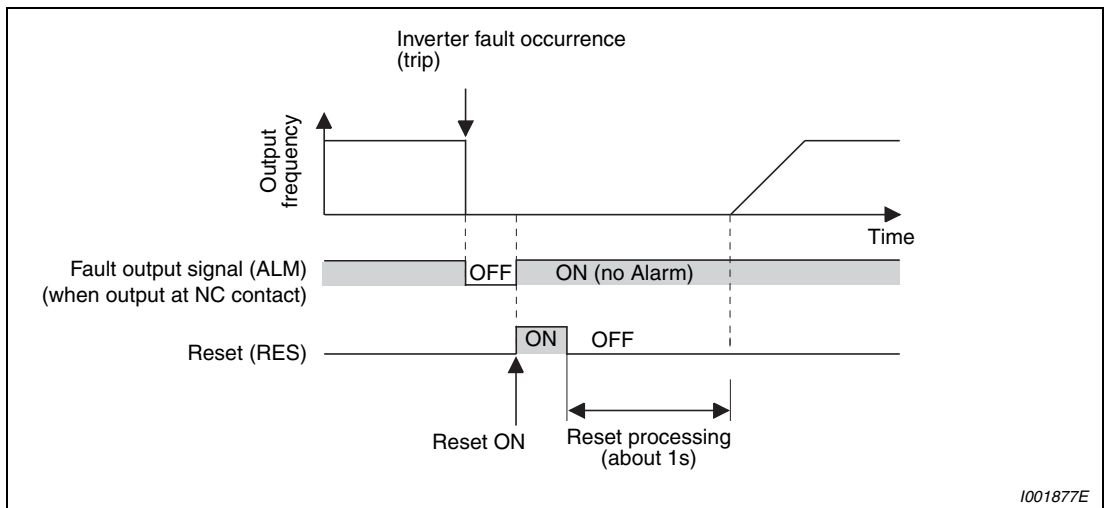 Inverter fault occurrence
(trip)
Output
frequency
Time
Fault output signal (ALM)
(when output at NC contact)
OFF
ON (no Alarm)
Reset (RES)
ON
OFF
Reset ON
Reset processing
(about 1s)
I001877E